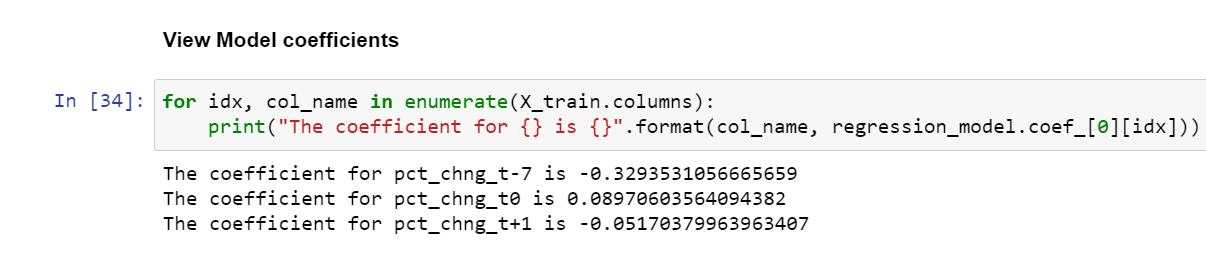 View Model coefficients
In [34]: for idx, col_name in enumerate(X_train.columns):
    print("The coefficient for {} is {}".format(col_name, regression_model.coef_[0][idx]))
The coefficient for pct_chng_t-7 is -0.3293531056665659
The coefficient for pct_chng_t0 is 0.08970603564094382
The coefficient for pct_chng_t+1 is -0.05170379963963407